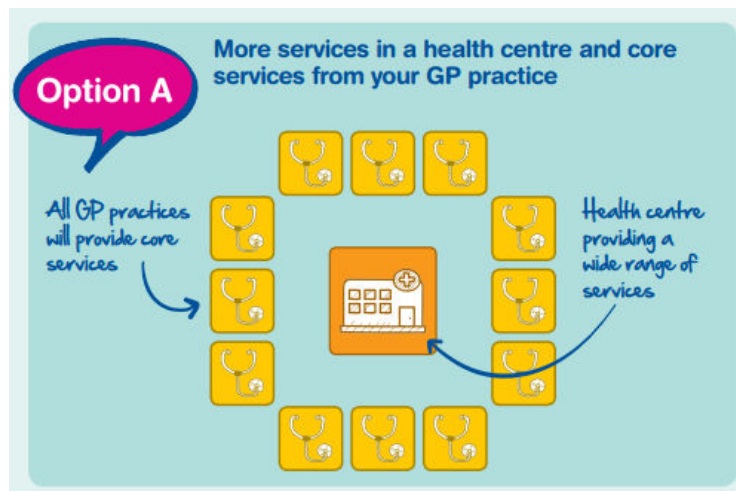 Option A
More services in a health centre and core
services from your GP practice
All GP practices
will provide core
services
Health centre
providing a
wide range of
services